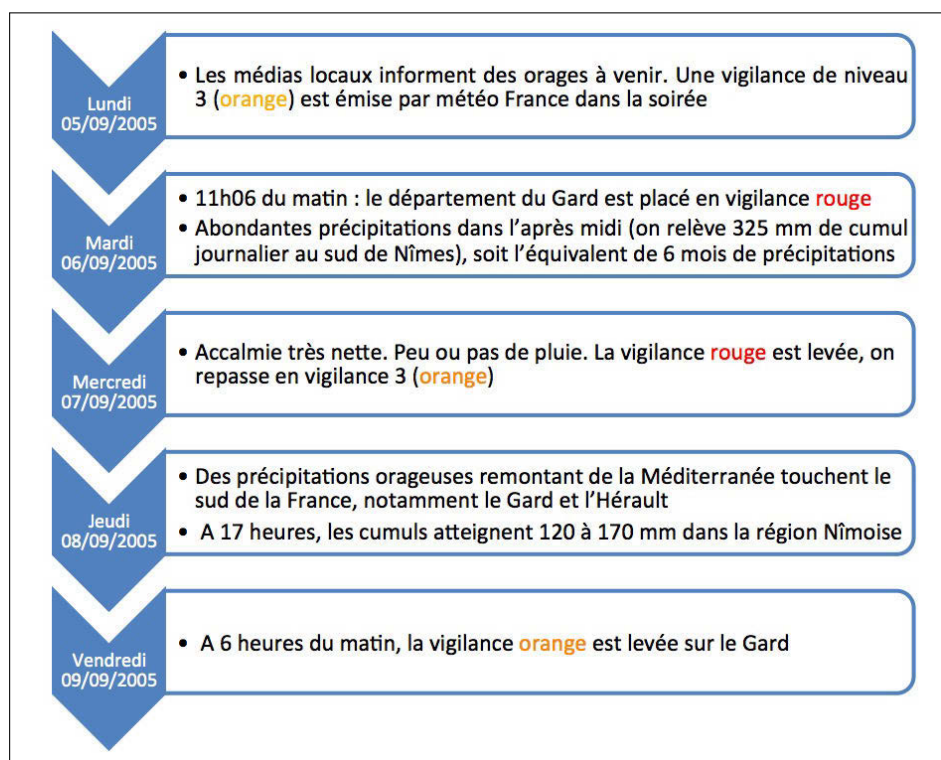 Lundi
05/09/2005
• Les médias locaux informent des orages à venir. Une vigilance de niveau
3 (orange) est émise par météo France dans la soirée
Mardi
06/09/2005
• 11h06 du matin : le département du Gard est placé en vigilance rouge
• Abondantes précipitations dans l'après midi (on relève 325 mm de cumul
journalier au sud de Nîmes), soit l'équivalent de 6 mois de précipitations
Mercredi
07/09/2005
• Accalmie très nette. Peu ou pas de pluie. La vigilance rouge est levée, on
repasse en vigilance 3 (orange)
Jeudi
08/09/2005
• Des précipitations orageuses remontant de la Méditerranée touchent le
sud de la France, notamment le Gard et l'Hérault
• A 17 heures, les cumuls atteignent 120 à 170 mm dans la région Nîmoise
Vendredi
09/09/2005
• A 6 heures du matin, la vigilance orange est levée sur le Gard